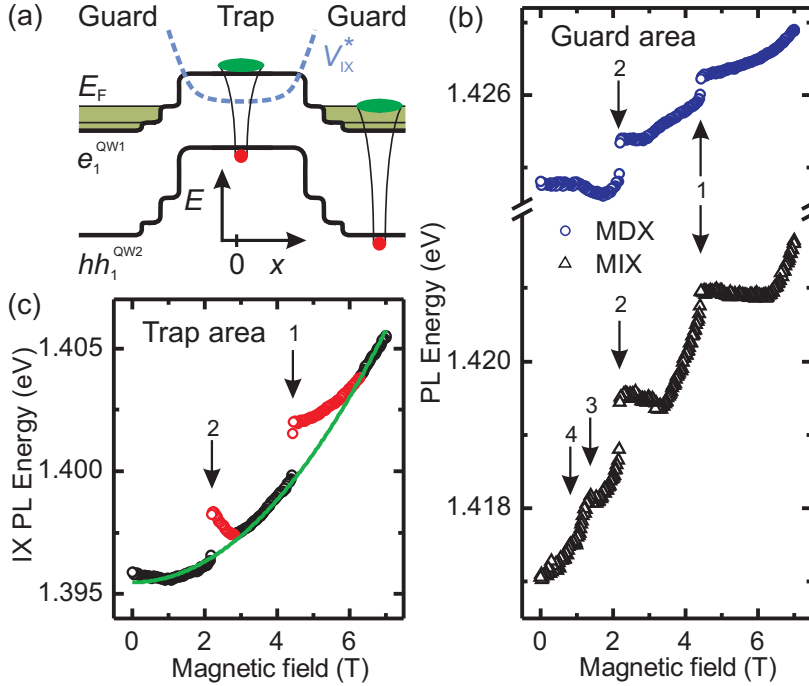 (a)
Guard Trap Guard
V*IX
EF
e1QW1
E
hh1QW2
0 x
(b)
Guard area
2
1.426
1
MDX
MIX
2
1.420
3
4
1.418
PL Energy (eV)
0 2 4 6
Magnetic field (T)
(c)
Trap area
1
1.405
2
1.400
1.395
IX PL Energy (eV)
0 2 4 6
Magnetic field (T)